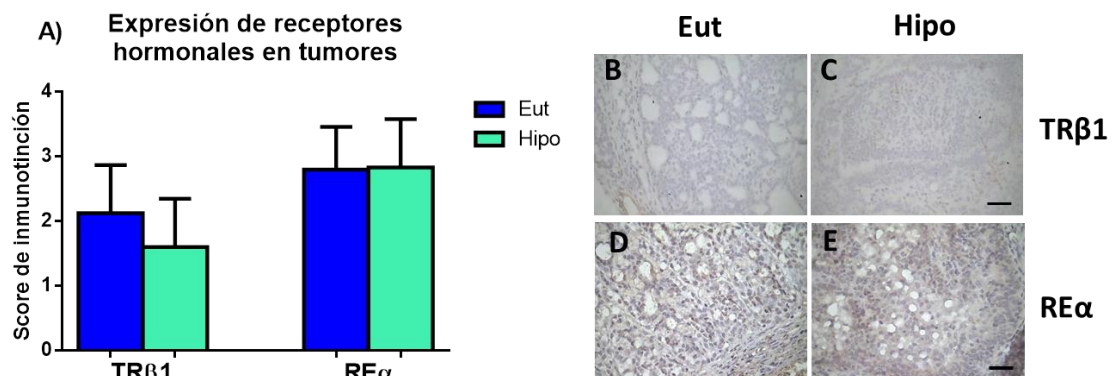 A)
Expresión de receptores
hormonales en tumores
Score de inmunotinción
4
3
2
1
0
TRβ1
REα
Eut
Hipo
Eut
Hipo
B
C
TRβ1
D
E
REα